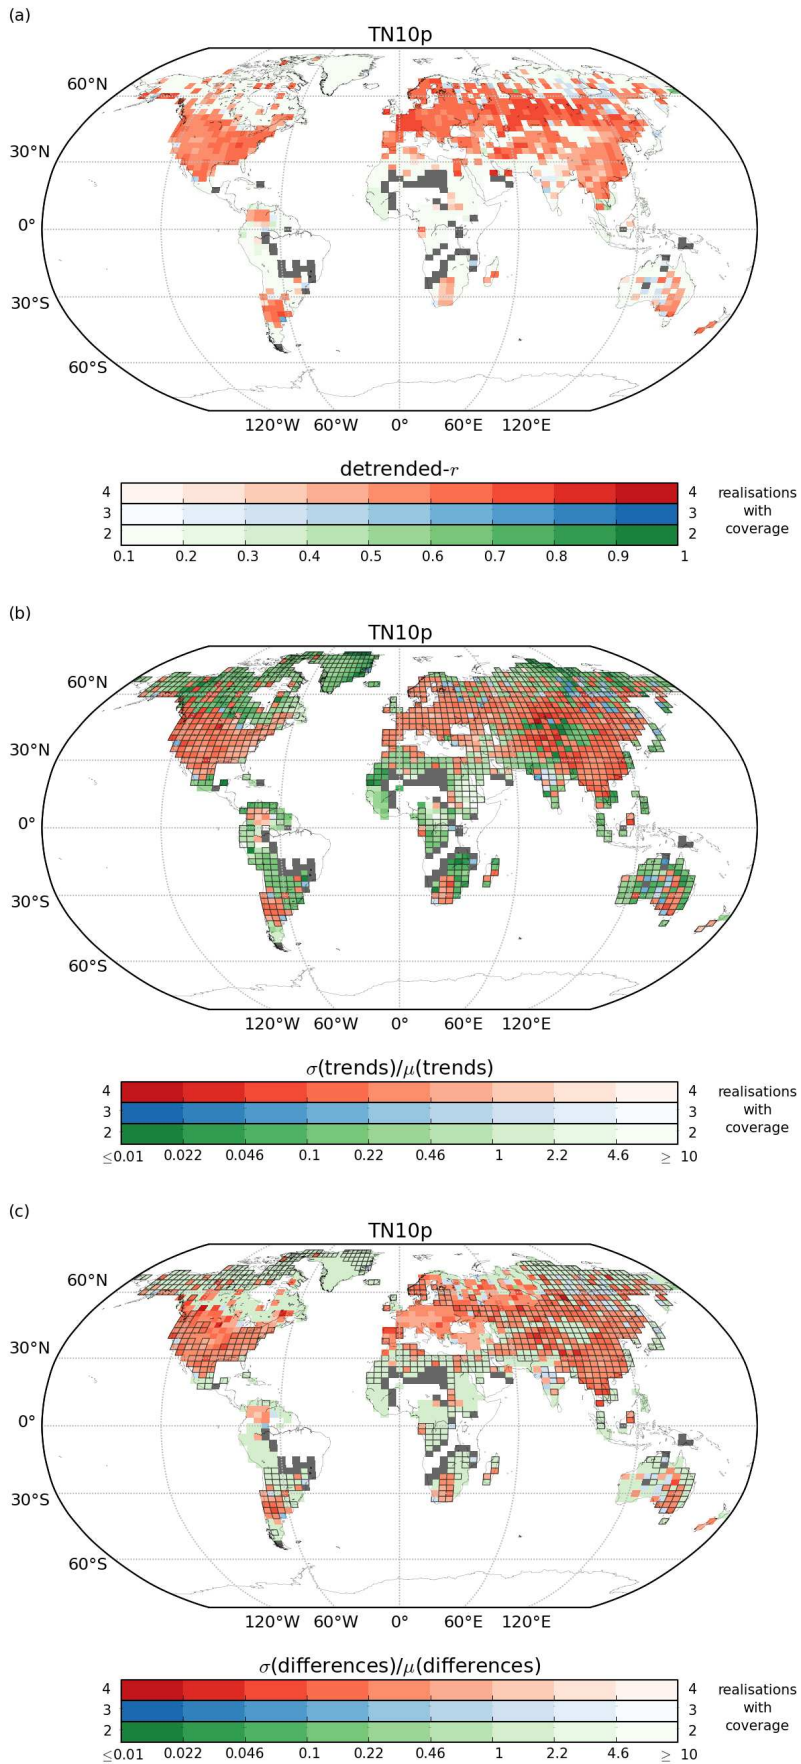 (a)
TN10p
60°N
30°N
0°
30°S
60°S
120°W 60°W 0° 60°E 120°E
detrended-r
4 4 realisations
3 3 with
2 2 coverage
0.1 0.2 0.3 0.4 0.5 0.6 0.7 0.8 0.9 1
(b)
TN10p
60°N
30°N
0°
30°S
60°S
120°W 60°W 0° 60°E 120°E
σ(trends)/μ(trends)
4 4 realisations
3 3 with
2 2 coverage
≤0.01 0.022 0.046 0.1 0.22 0.46 1 2.2 4.6 ≥ 10
(c)
TN10p
60°N
30°N
0°
30°S
60°S
120°W 60°W 0° 60°E 120°E
σ(differences)/μ(differences)
4 4 realisations
3 3 with
2 2 coverage
≤0.01 0.022 0.046 0.1 0.22 0.46 1 2.2 4.6 ≥ 10